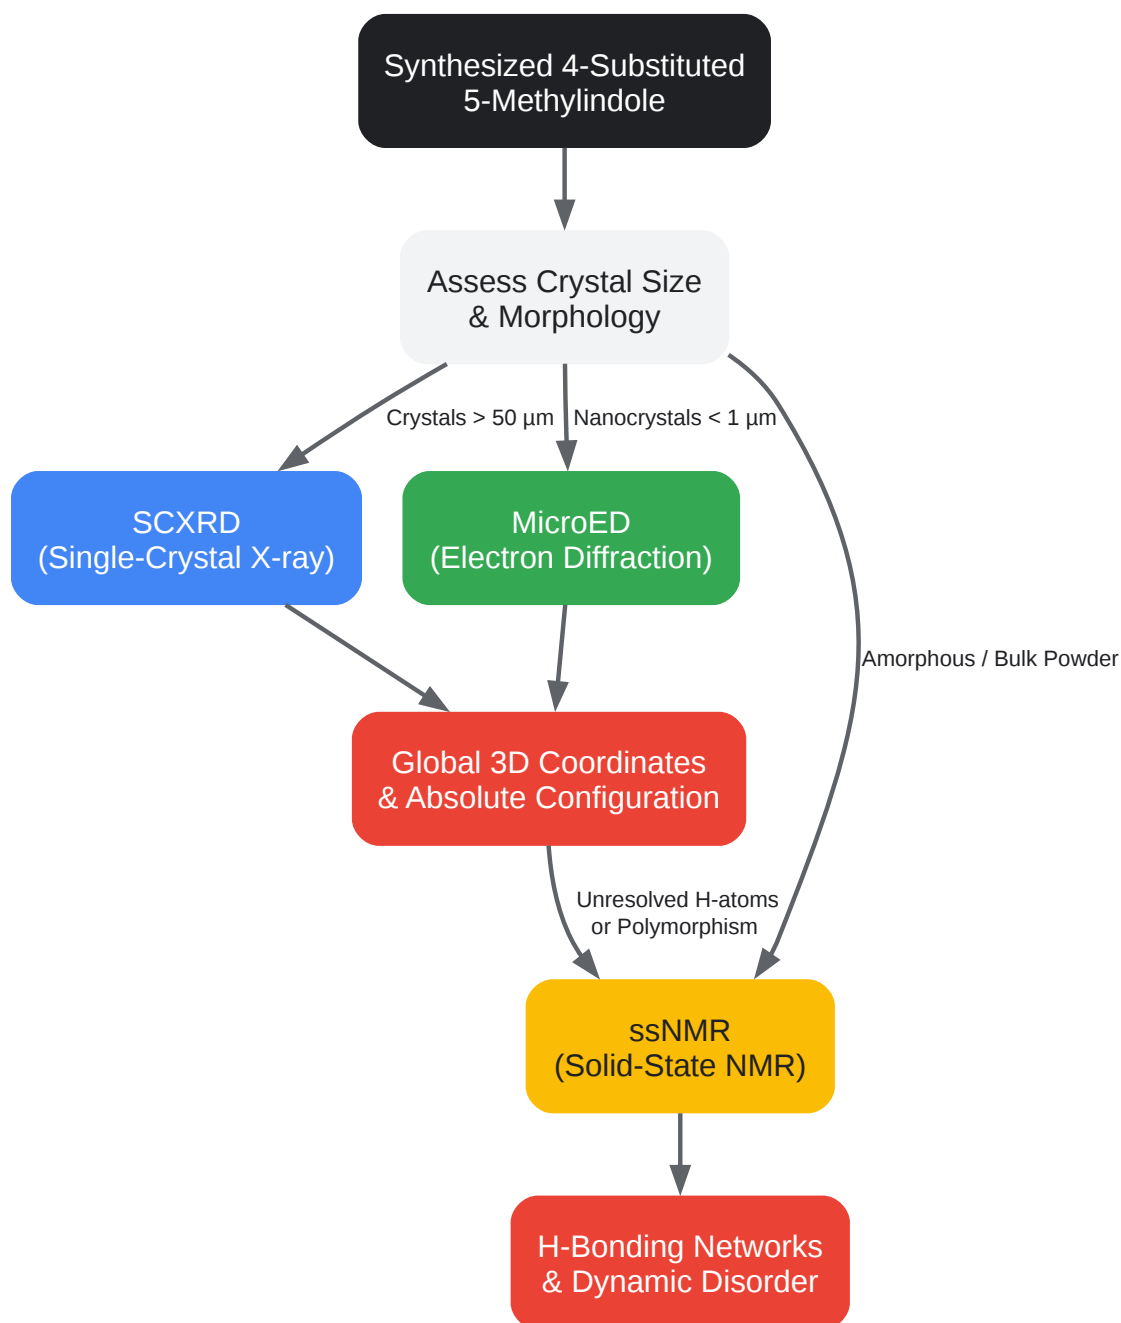 Synthesized 4-Substituted
5-Methylindole
Assess Crystal Size
& Morphology
Crystals > 50 µm
Nanocrystals < 1 µm
SCXRD
(Single-Crystal X-ray)
MicroED
(Electron Diffraction)
Amorphous / Bulk Powder
Global 3D Coordinates
& Absolute Configuration
Unresolved H-atoms
or Polymorphism
ssNMR
(Solid-State NMR)
H-Bonding Networks
& Dynamic Disorder